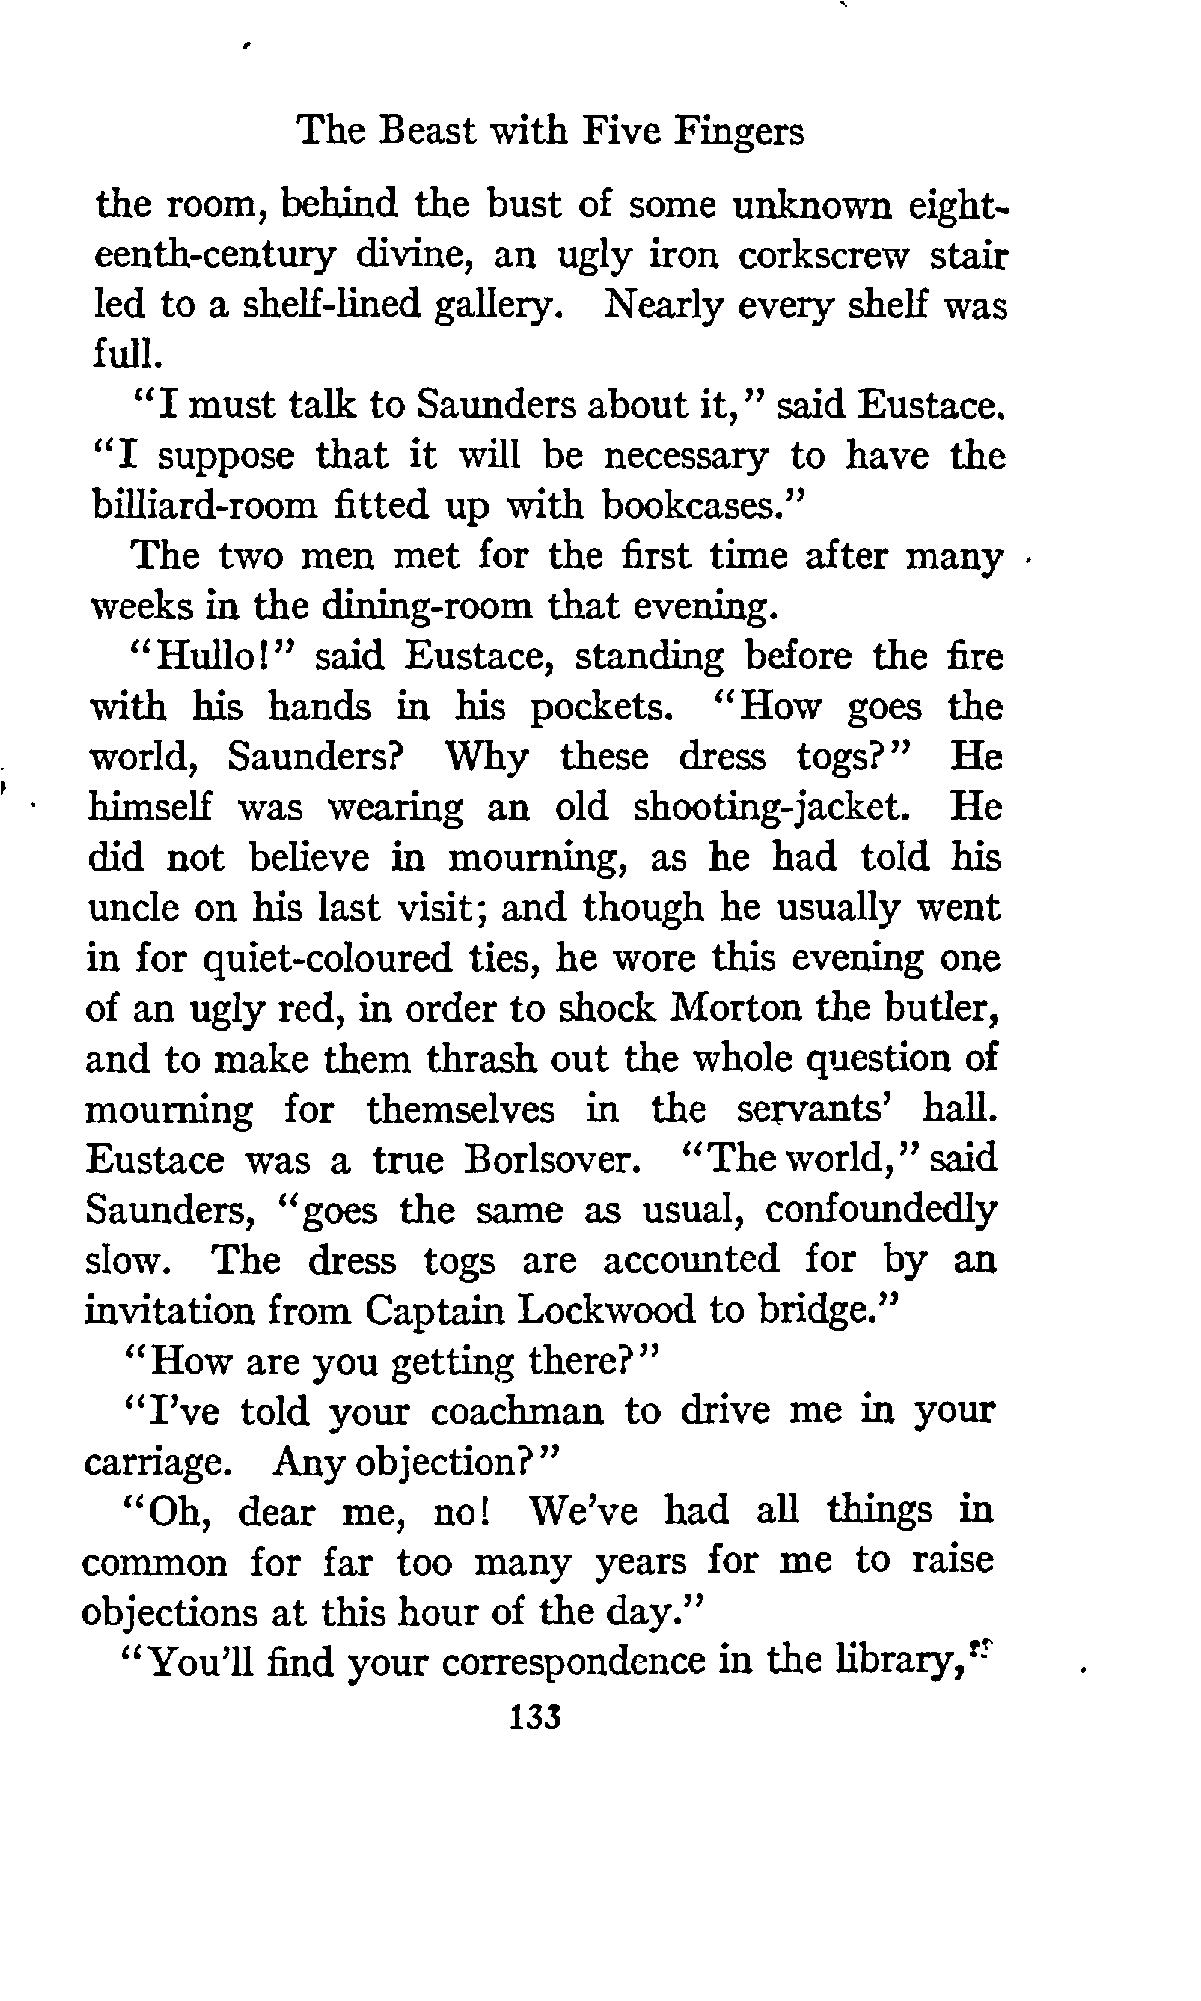 The Beast with Five Fingers
the room, behind the bust of some unknown eight-
eenth-century divine, an ugly iron corkscrew stair
led to a shelf-lined gallery. Nearly every shelf was
full.
"I must talk to Saunders about it," said Eustace.
"I suppose that it will be necessary to have the
billiard-room fitted up with bookcases."
The two men met for the first time after many
weeks in the dining-room that evening.
"Hullo!" said Eustace, standing before the fire
with his hands in his pockets. "How goes the
world, Saunders? Why these dress togs?" He
himself was wearing an old shooting-jacket. He
did not believe in mourning, as he had told his
uncle on his last visit; and though he usually went
in for quiet-coloured ties, he wore this evening one
of an ugly red, in order to shock Morton the butler,
and to make them thrash out the whole question of
mourning for themselves in the servants' hall.
Eustace was a true Borlsover. "The world," said
Saunders, "goes the same as usual, confoundedly
slow. The dress togs are accounted for by an
invitation from Captain Lockwood to bridge."
"How are you getting there?"
"I've told your coachman to drive me in your
carriage. Any objection?"
"Oh, dear me, no! We've had all things in
common for far too many years for me to raise
objections at this hour of the day."
"You'll find your correspondence in the library,"
133